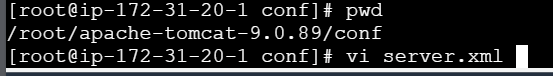 [root@ip-172-31-20-1 conf]# pwd
/root/apache-tomcat-9.0.89/conf
[root@ip-172-31-20-1 conf]# vi server.xml